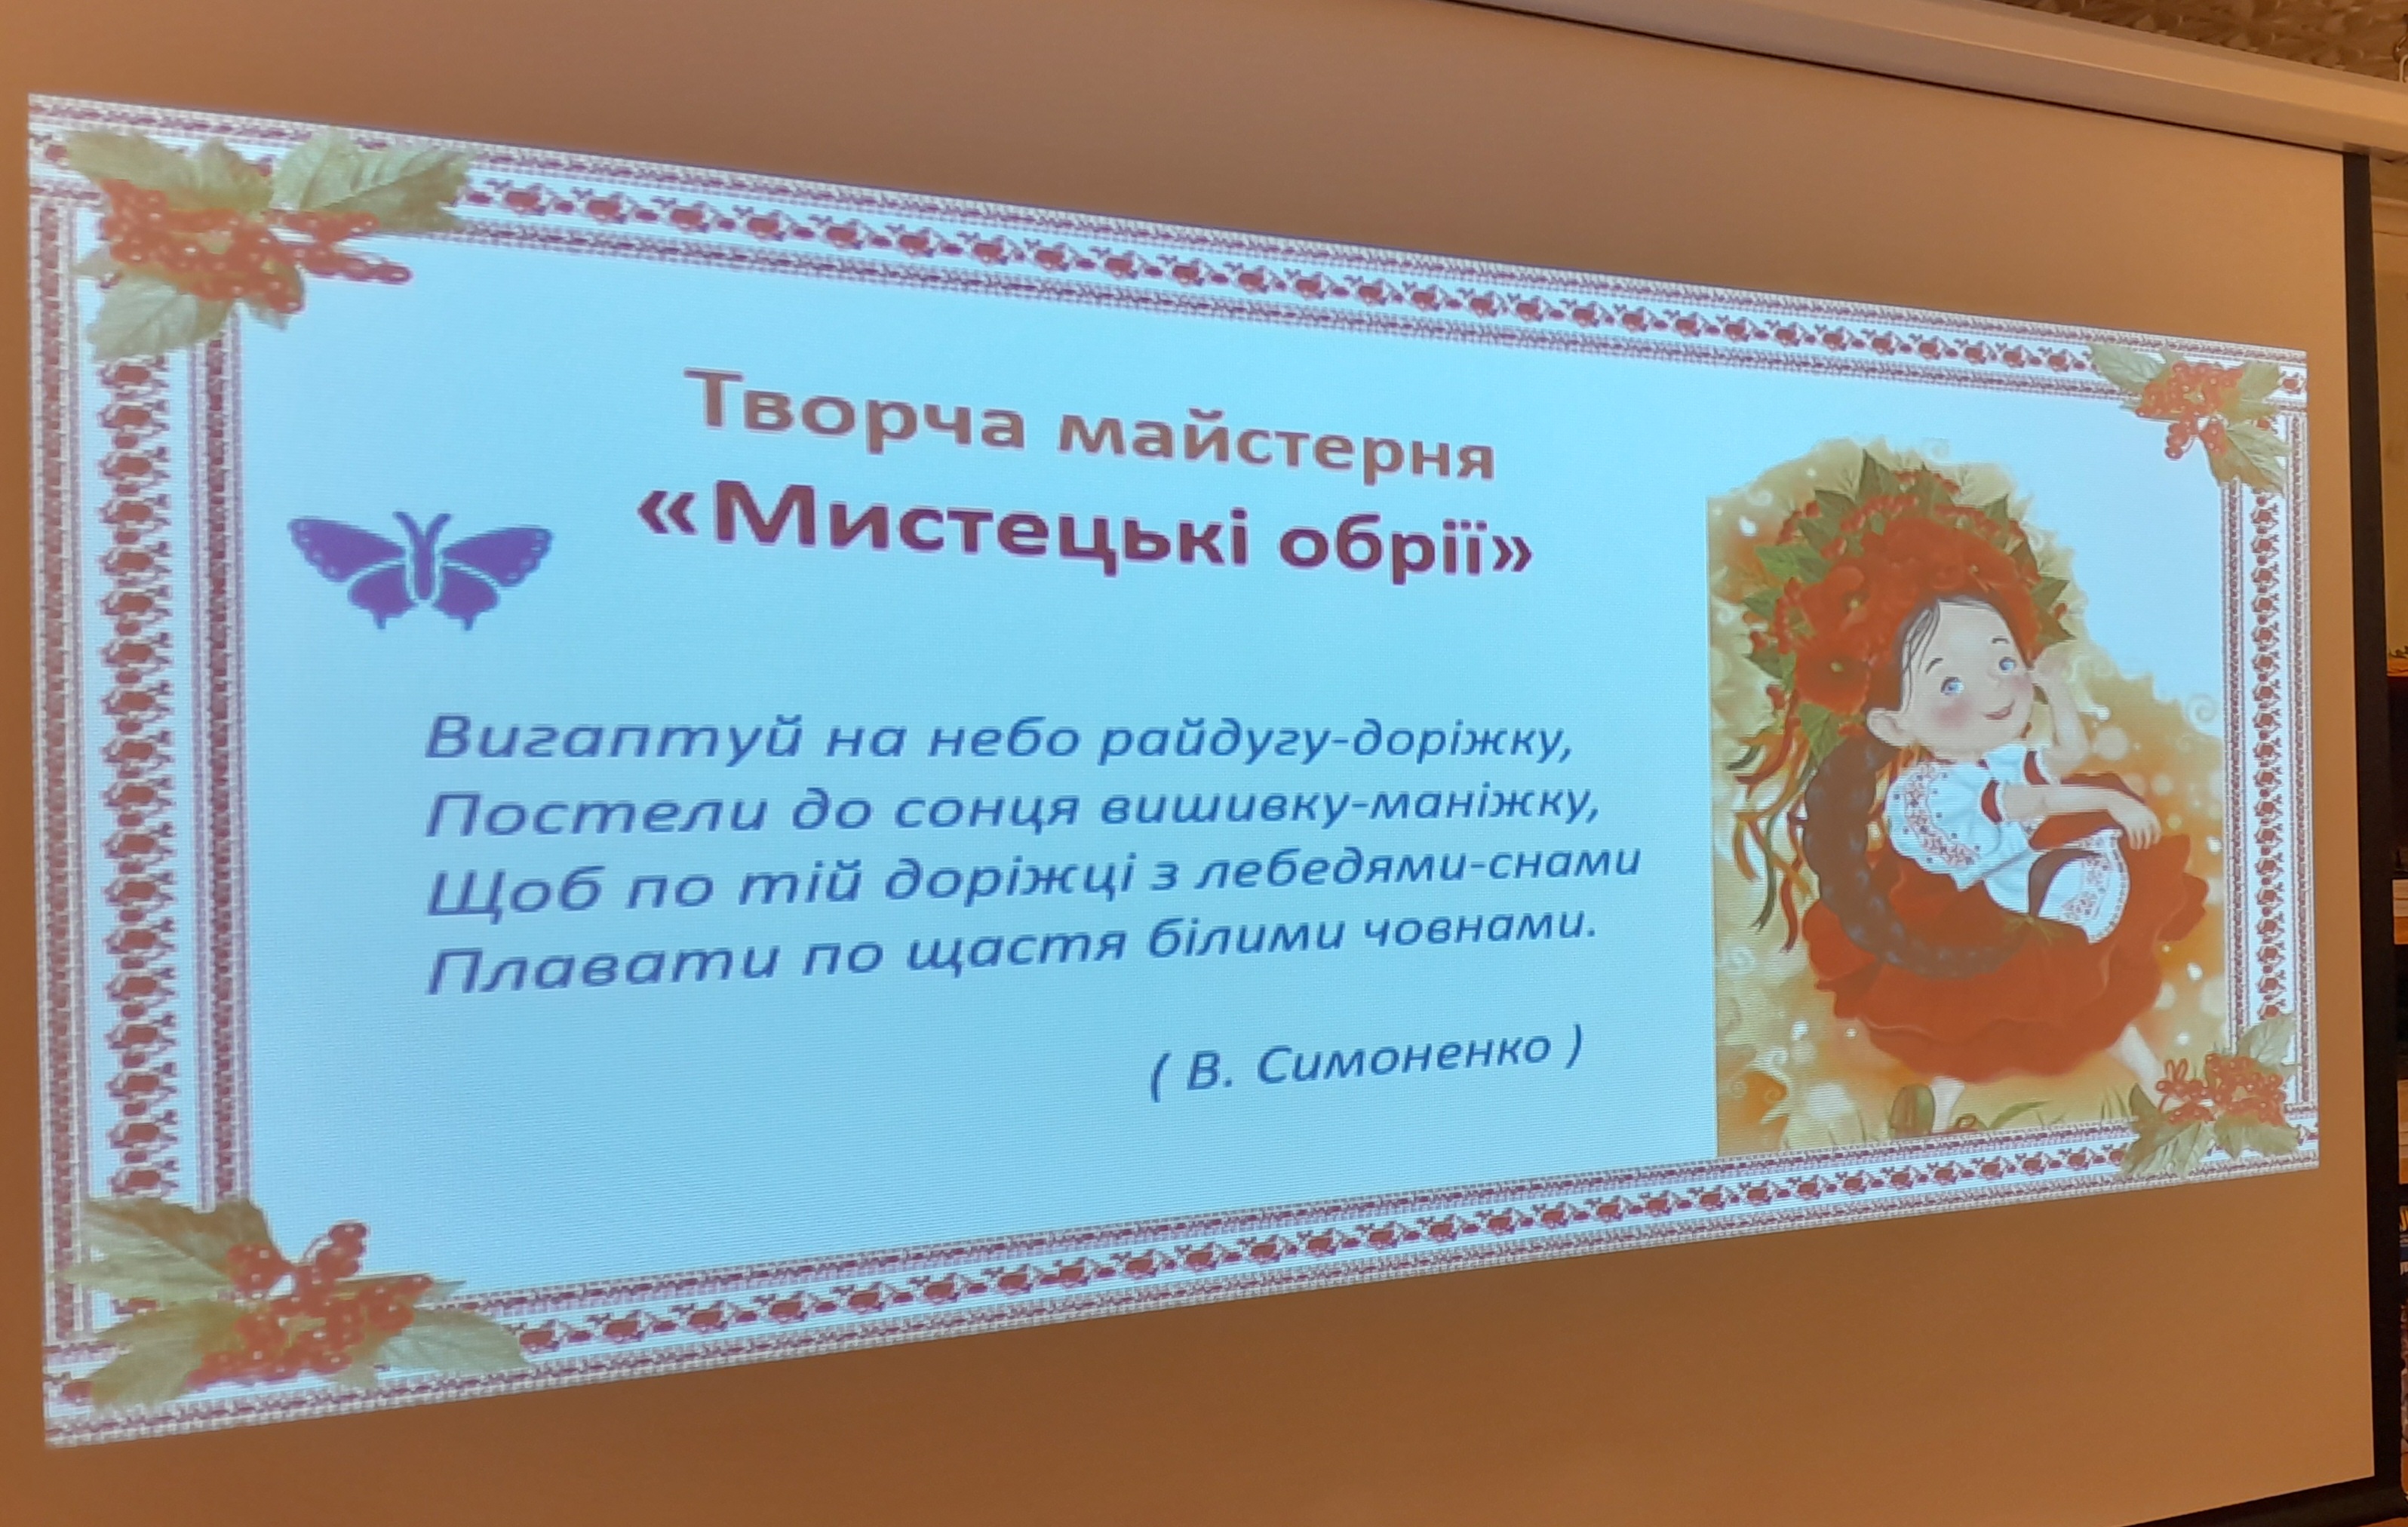 Творча майстерня
«Мистецькі обрії»
Вигаптуй на небо райдугу-доріжку,
Постели до сонця вишивку-маніжку,
Щоб по тій доріжці з лебедями-снами
Плавати по щастя білими човнами.
( В. Симоненко )